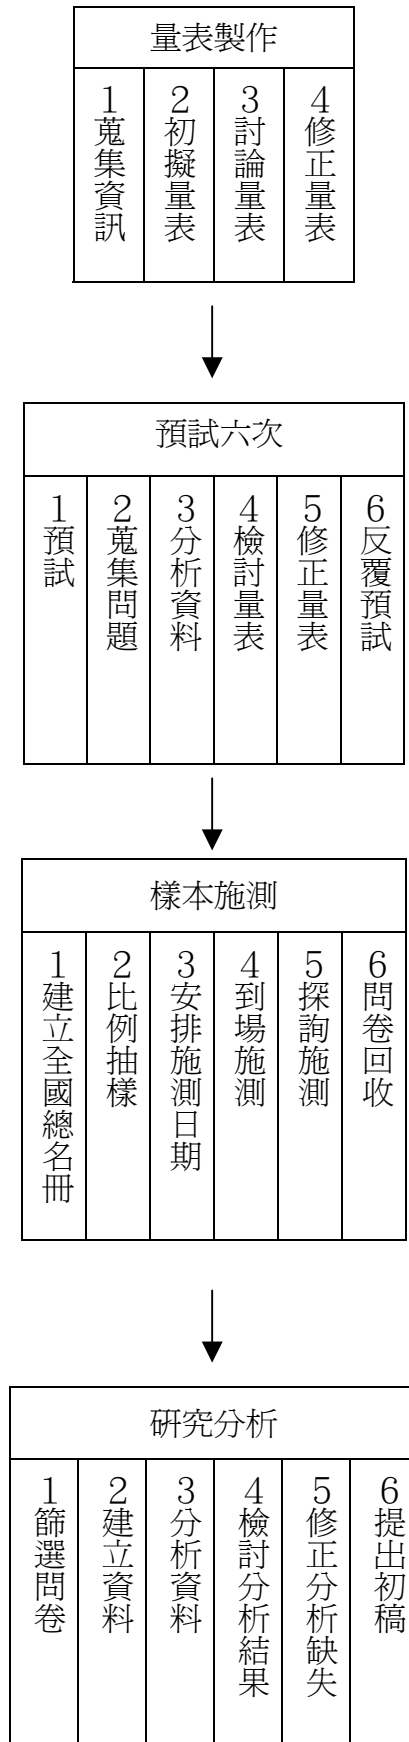 量表製作
1蒐集資訊
2初擬量表
3討論量表
4修正量表
預試六次
1預試
2蒐集問題
3分析資料
4檢討量表
5修正量表
6反覆預試
樣本施測
1建立全國總名冊
2比例抽樣
3安排施測日期
4到場施測
5探詢施測
6問卷回收
研究分析
1篩選問卷
2建立資料
3分析資料
4檢討分析結果
5修正分析缺失
6提出初稿